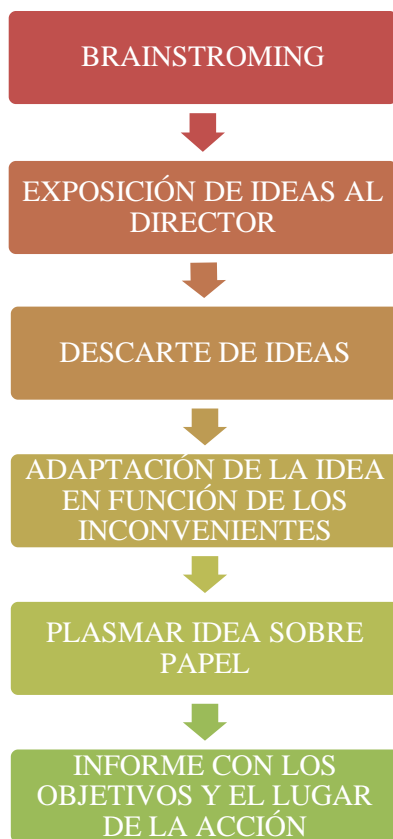 BRAINSTROMING
EXPOSICIÓN DE IDEAS AL
DIRECTOR
DESCARTE DE IDEAS
ADAPTACIÓN DE LA IDEA
EN FUNCIÓN DE LOS
INCONVENIENTES
PLASMAR IDEA SOBRE
PAPEL
INFORME CON LOS
OBJETIVOS Y EL LUGAR
DE LA ACCIÓN